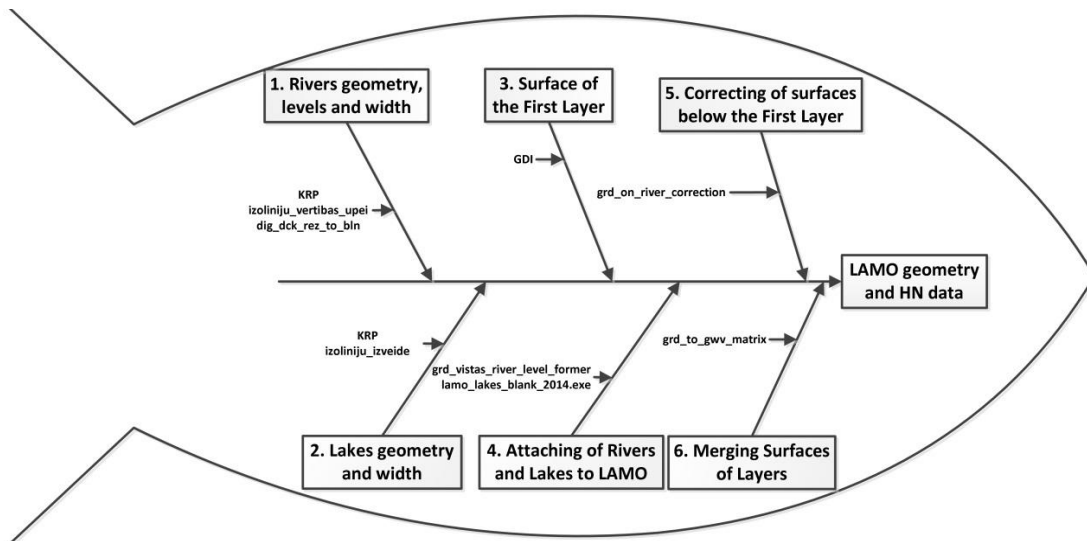 1. Rivers geometry,
levels and width
3. Surface of
the First Layer
5. Correcting of surfaces
below the First Layer
GDI
KRP
izoliniju_vertibas_upei
dig_dck_rez_to_bln
grd_on_river_correction
LAMO geometry
and HN data
KRP
izoliniju_izveide
grd_vistas_river_level_former
lamo_lakes_blank_2014.exe
grd_to_gwv_matrix
2. Lakes geometry
and width
4. Attaching of Rivers
and Lakes to LAMO
6. Merging Surfaces
of Layers